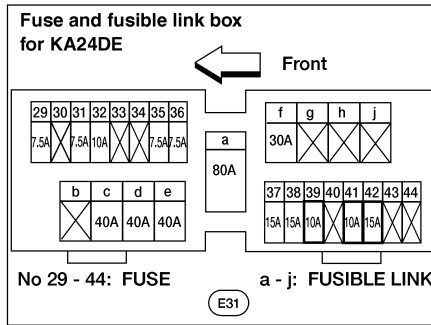 Fuse and fusible link box
for KA24DE
Front
29 30 31 32 33 34 35 36
7.5A 7.5A 10A 7.5A 7.5A
a
80A
f g h j
30A
b c d e
40A 40A 40A
37 38 39 40 41 42 43 44
15A 15A 10A 10A 15A
No 29 - 44: FUSE
a - j: FUSIBLE LINK
E31